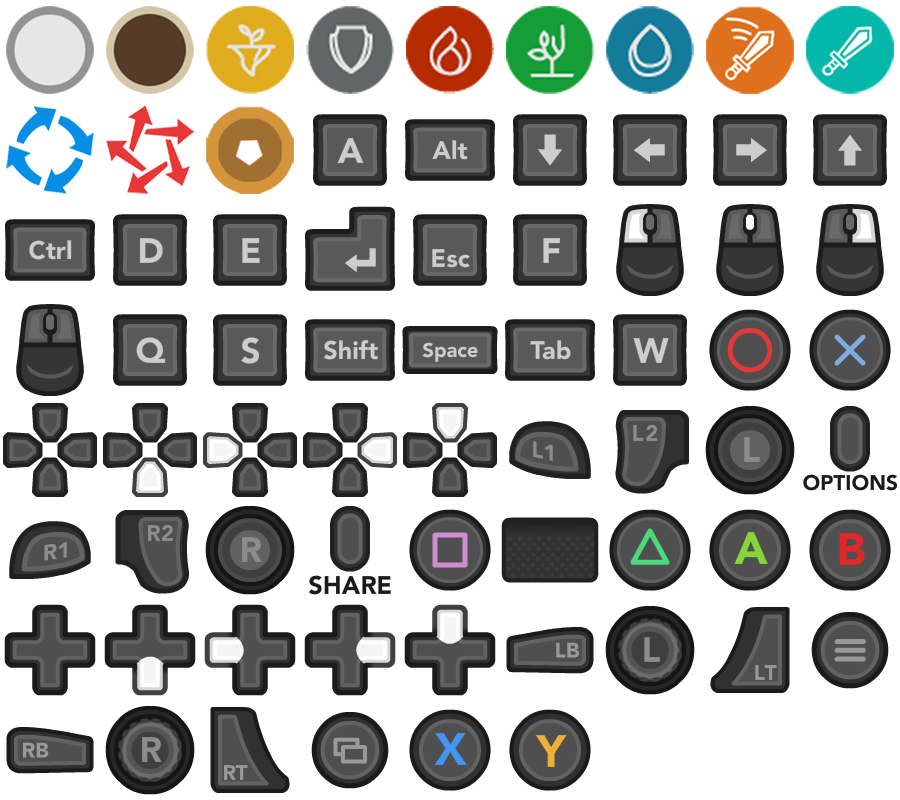 A Alt
Ctrl D E Esc F
Q S Shift Space Tab W
L1 L2 L OPTIONS
R1 R2 R SHARE A B
LB L LT
RB R RT X Y